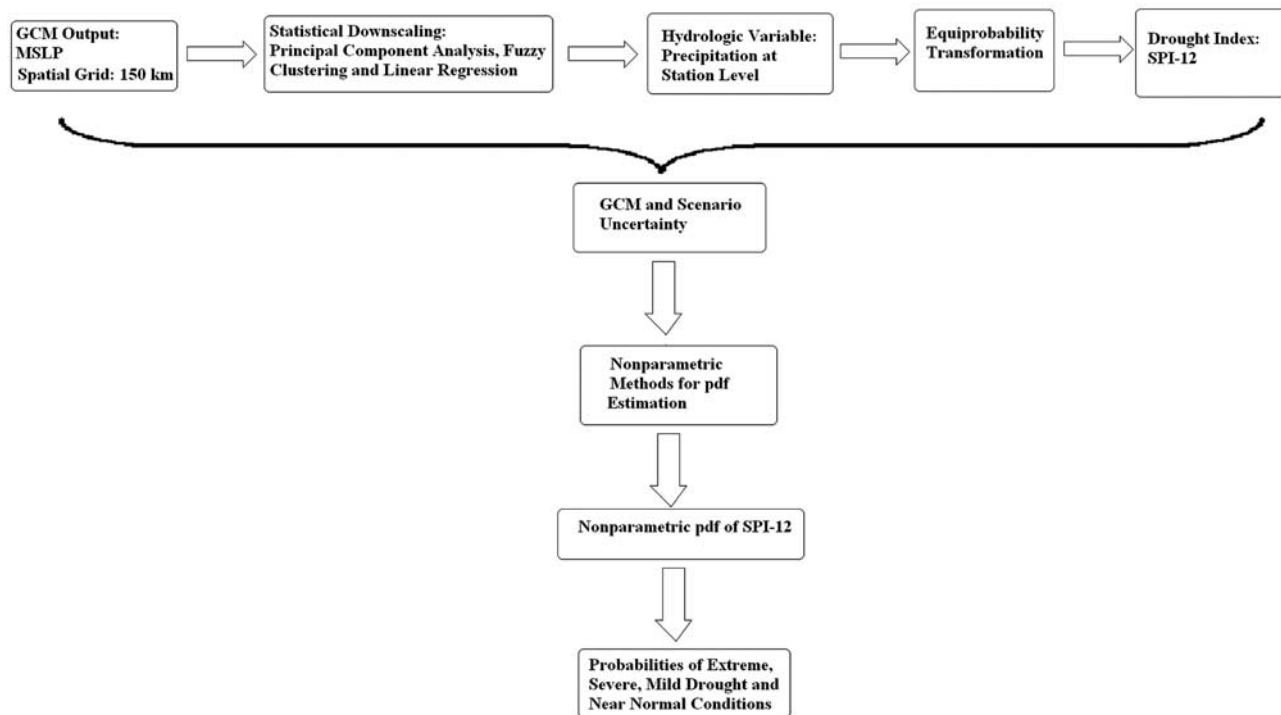 GCM Output:
MSLP
Spatial Grid: 150 km
Statistical Downscaling:
Principal Component Analysis, Fuzzy
Clustering and Linear Regression
Hydrologic Variable:
Precipitation at
Station Level
Equiprobability
Transformation
Drought Index:
SPI-12
GCM and Scenario
Uncertainty
Nonparametric
Methods for pdf
Estimation
Nonparametric pdf of SPI-12
Probabilities of Extreme,
Severe, Mild Drought and
Near Normal Conditions